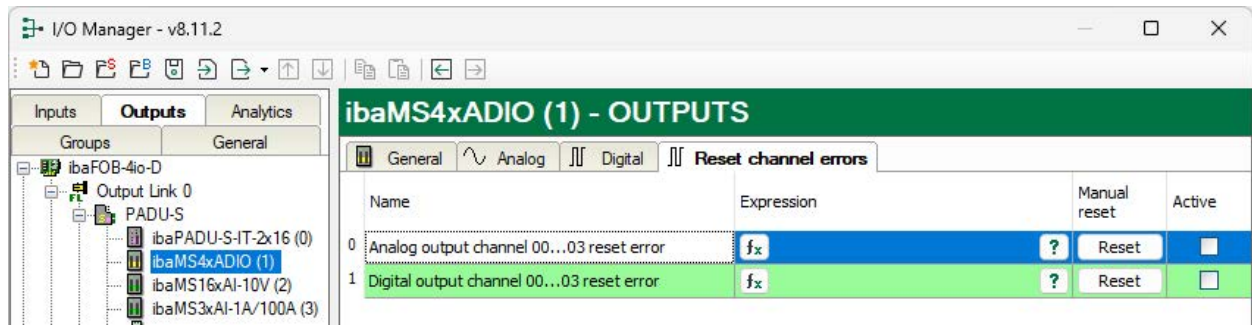 I/O Manager - v8.11.2
Inputs Outputs Analytics
Groups General
ibaFOB-4io-D
Output Link 0
PADU-S
ibaPADU-S-IT-2x16 (0)
ibaMS4xADIO (1)
ibaMS16xAI-10V (2)
ibaMS3xAI-1A/100A (3)
ibaMS4xADIO (1) - OUTPUTS
General Analog Digital Reset channel errors
Name Expression Manual reset Active
0 Analog output channel 00...03 reset error fx ? Reset
1 Digital output channel 00...03 reset error fx ? Reset